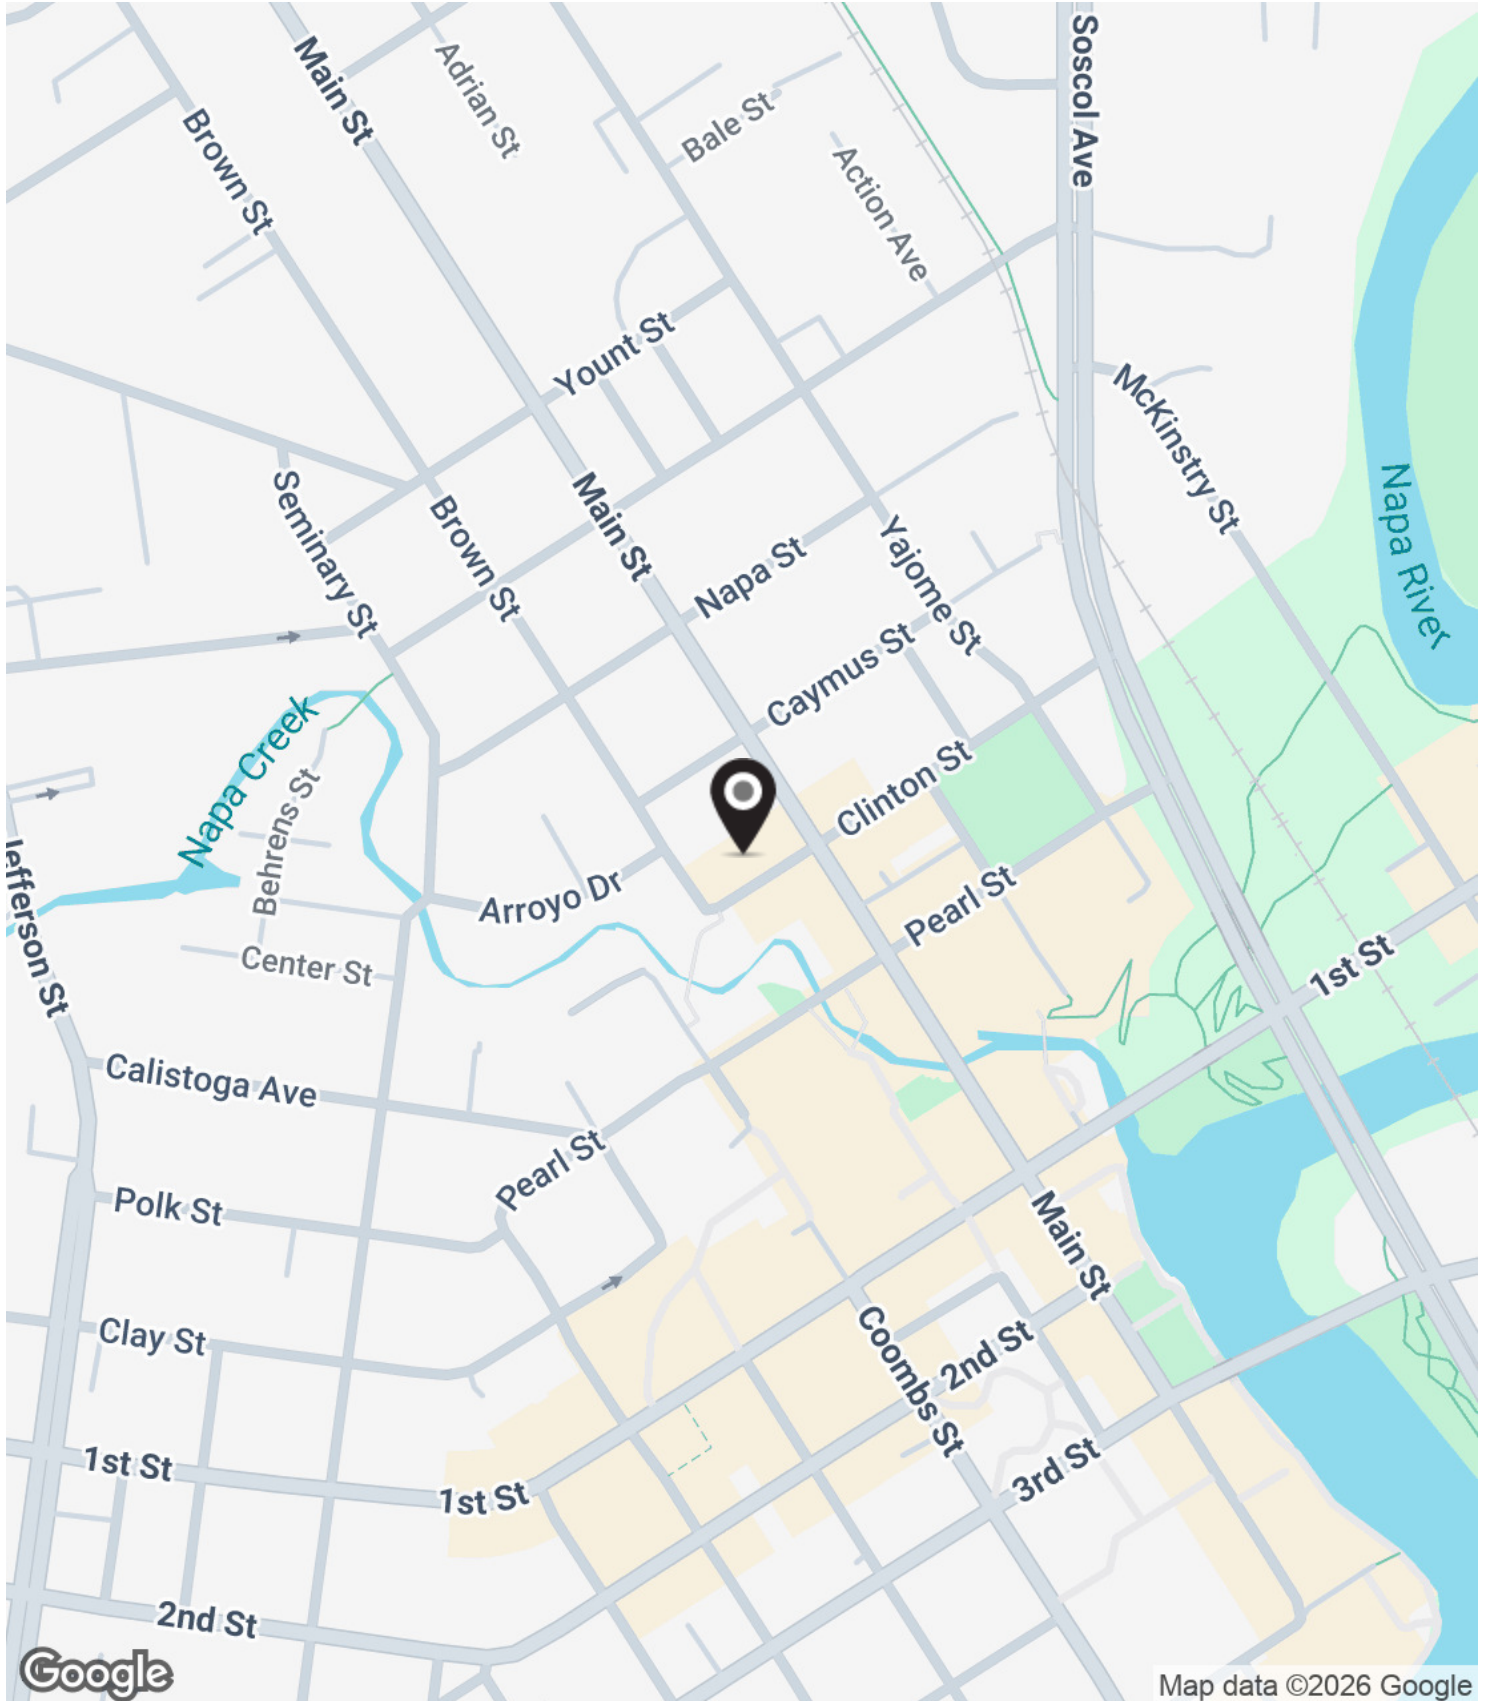 Main St
Adrian St
Soscol Ave
Bale St
Brown St
Action Ave
Yount St
McKinstry St
Seminary St
Main St
Brown St
Napa River
Napa St
Yajome St
Caymus St
Napa Creek
Clinton St
Behrens St
Jefferson St
Arroyo Dr
Pearl St
Center St
1st St
Calistoga Ave
Pearl St
Polk St
Main St
Clay St
Coombs St
2nd St
1st St
1st St
3rd St
2nd St
Google
Map data ©2026 Google